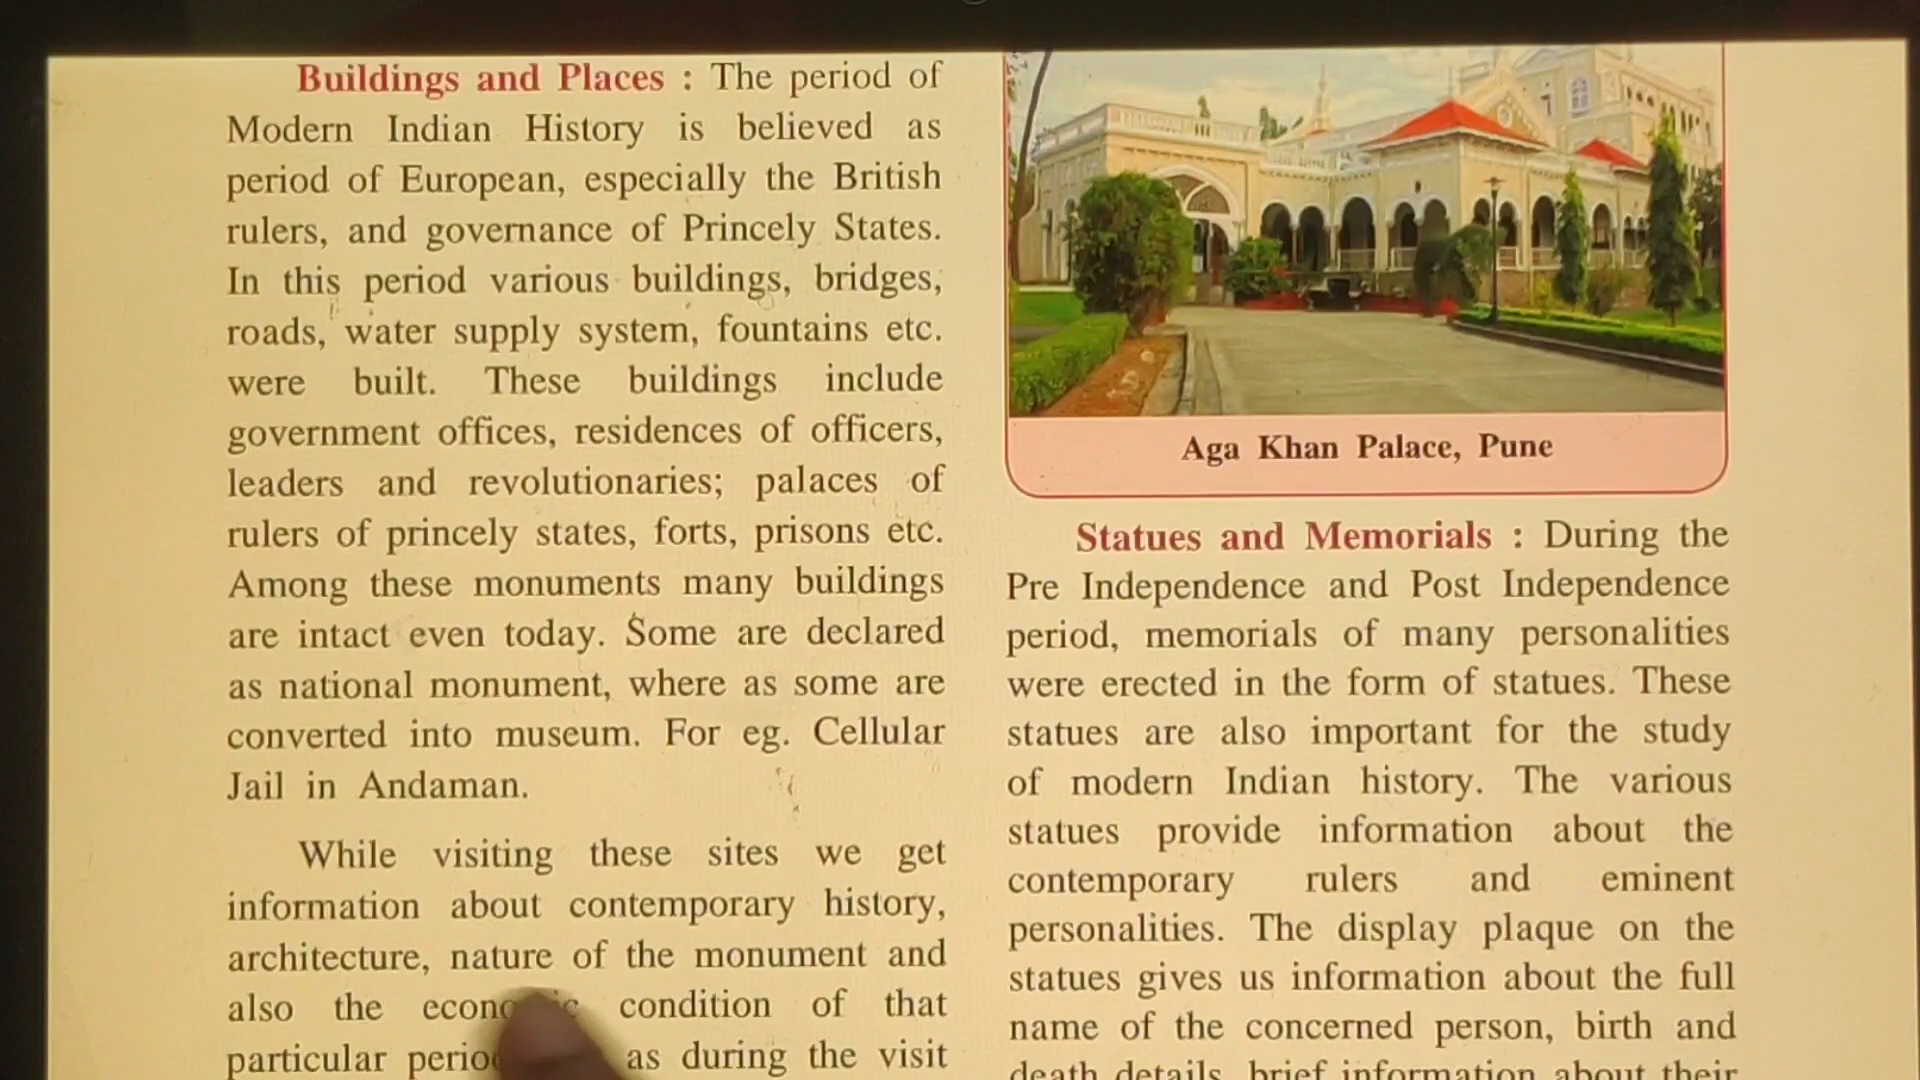 Buildings and Places : The period of
Modern Indian History is believed as
period of European, especially the British
rulers, and governance of Princely States.
In this period various buildings, bridges,
roads, water supply system, fountains etc.
were built. These buildings include
government offices, residences of officers,
leaders and revolutionaries; palaces of
rulers of princely states, forts, prisons etc.
Among these monuments many buildings
are intact even today. Some are declared
as national monument, where as some are
converted into museum. For eg. Cellular
Jail in Andaman.
While visiting these sites we get
information about contemporary history,
architecture, nature of the monument and
also the condition of that
particular as during the visit
Aga Khan Palace, Pune
Statues and Memorials : During the
Pre Independence and Post Independence
period, memorials of many personalities
were erected in the form of statues. These
statues are also important for the study
of modern Indian history. The various
statues provide information about the
contemporary rulers and eminent
personalities. The display plaque on the
statues gives us information about the full
name of the concerned person, birth and
death details, brief information about their